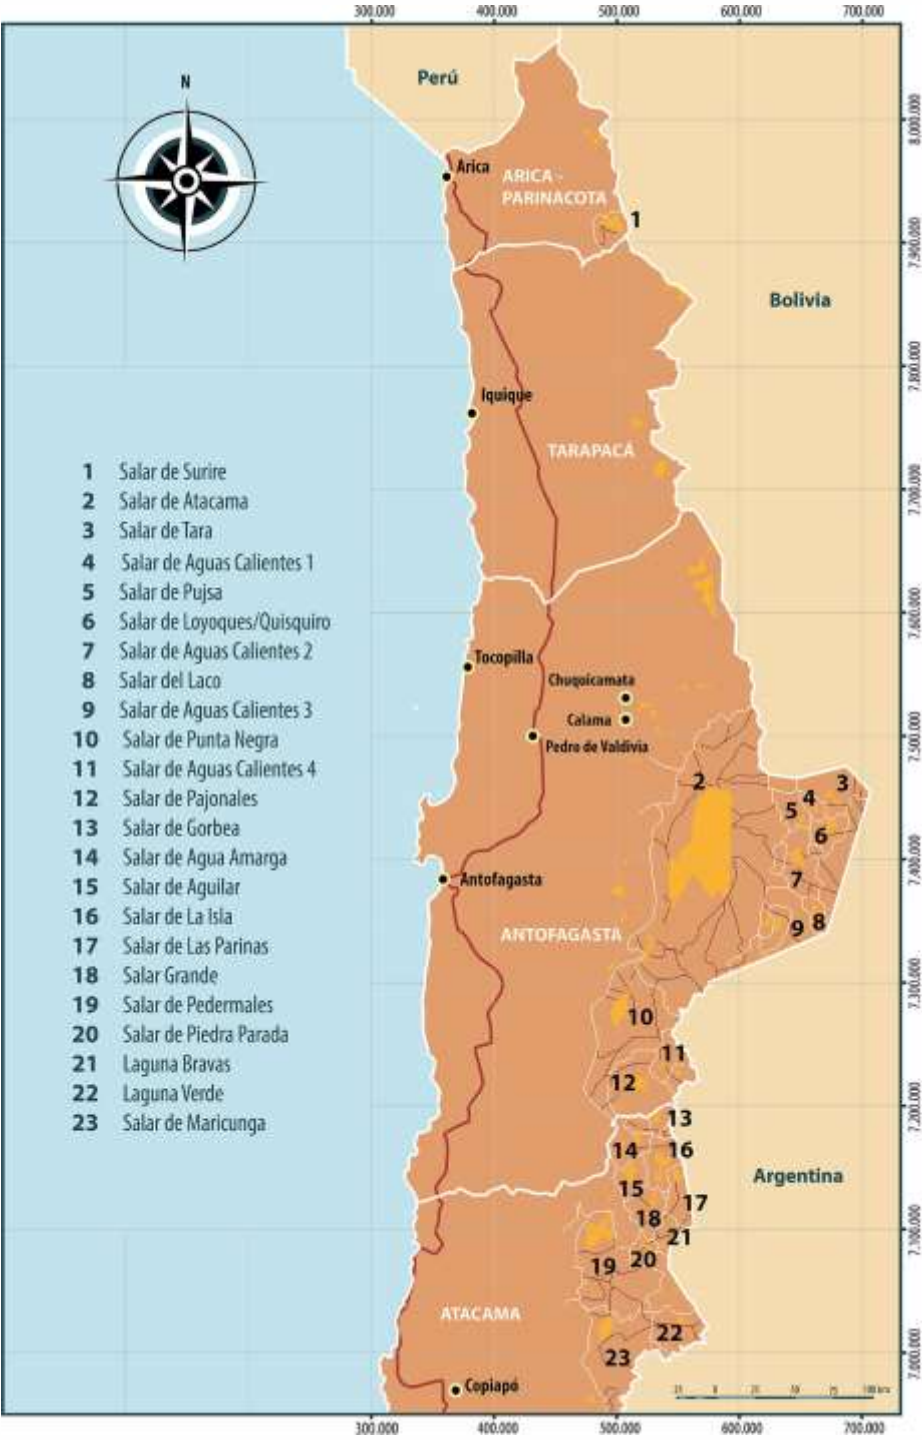 300.000 400.000 500.000 600.000 700.000
N
Perú
8.000.000
Arica
ARICA -
PARINACOTA
1
7.900.000
Bolivia
7.800.000
Iquique
TARAPACÁ
1 Salar de Surire
2 Salar de Atacama
3 Salar de Tara
4 Salar de Aguas Calientes 1
5 Salar de Pujsa
6 Salar de Loyoques/Quisquiro
7 Salar de Aguas Calientes 2
8 Salar del Laco
9 Salar de Aguas Calientes 3
10 Salar de Punta Negra
11 Salar de Aguas Calientes 4
12 Salar de Pajonales
13 Salar de Gorbea
14 Salar de Agua Amarga
15 Salar de Aguilar
16 Salar de La Isla
17 Salar de Las Parinas
18 Salar Grande
19 Salar de Pedermales
20 Salar de Piedra Parada
21 Laguna Bravas
22 Laguna Verde
23 Salar de Maricunga
7.700.000
7.600.000
Tocopilla
Chuquicamata
Calama
Pedro de Valdivia
7.500.000
2
3
4
5
6
7.400.000
7
Antofagasta
8
9
ANTOFAGASTA
7.300.000
10
11
12
7.200.000
13
14
16
Argentina
15
17
18
7.100.000
21
20
19
ATACAMA
22
7.000.000
23
Copiapó
25 0 25 50 75 100 km
300.000 400.000 500.000 600.000 700.000